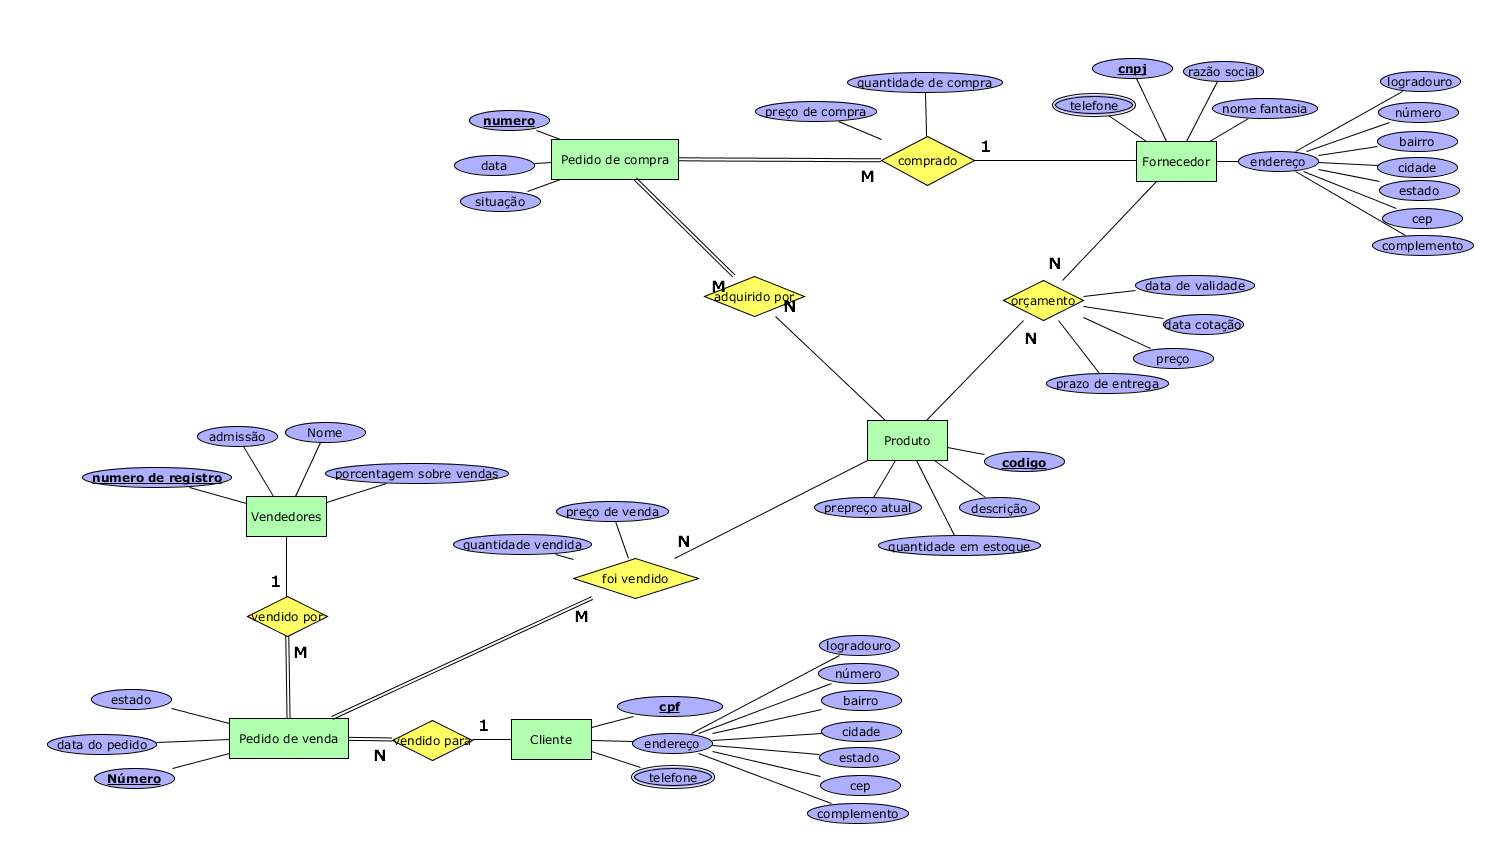 quantidade de compra
preço de compra
cnpj
razão social
telefone
nome fantasia
logradouro
número
bairro
cidade
estado
cep
complemento
numero
data
situação
Pedido de compra
comprado
M
1
Fornecedor
endereço
M
adquirido por
N
N
orçamento
N
data de validade
data cotação
preço
prazo de entrega
Produto
codigo
prepreço atual
descrição
quantidade em estoque
admissão
Nome
numero de registro
porcentagem sobre vendas
Vendedores
preço de venda
quantidade vendida
N
foi vendido
M
1
vendido por
M
estado
data do pedido
Número
Pedido de venda
N
vendido para
1
Cliente
cpf
endereço
telefone
logradouro
número
bairro
cidade
estado
cep
complemento